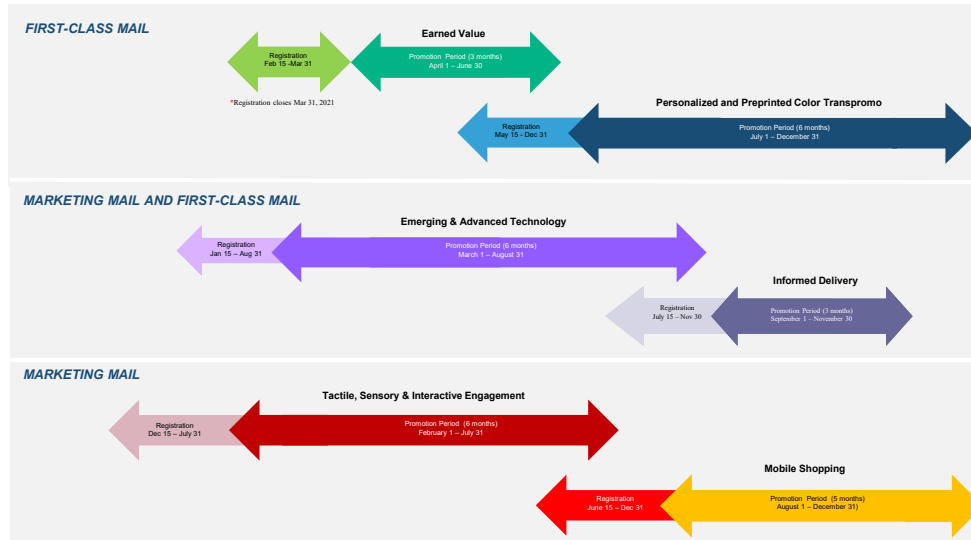 FIRST-CLASS MAIL
Earned Value
Registration
Feb 15 -Mar 31
Promotion Period (3 months)
April 1 – June 30
*Registration closes Mar 31, 2021
Personalized and Preprinted Color Transpromo
Registration
May 15 - Dec 31
Promotion Period (6 months)
July 1 – December 31
MARKETING MAIL AND FIRST-CLASS MAIL
Emerging & Advanced Technology
Registration
Jan 15 – Aug 31
Promotion Period (6 months)
March 1 – August 31
Informed Delivery
Registration
July 15 – Nov 30
Promotion Period (3 months)
September 1 – November 30
MARKETING MAIL
Tactile, Sensory & Interactive Engagement
Registration
Dec 15 – July 31
Promotion Period (6 months)
February 1 – July 31
Mobile Shopping
Registration
June 15 – Dec 31
Promotion Period (5 months)
August 1 – December 31)